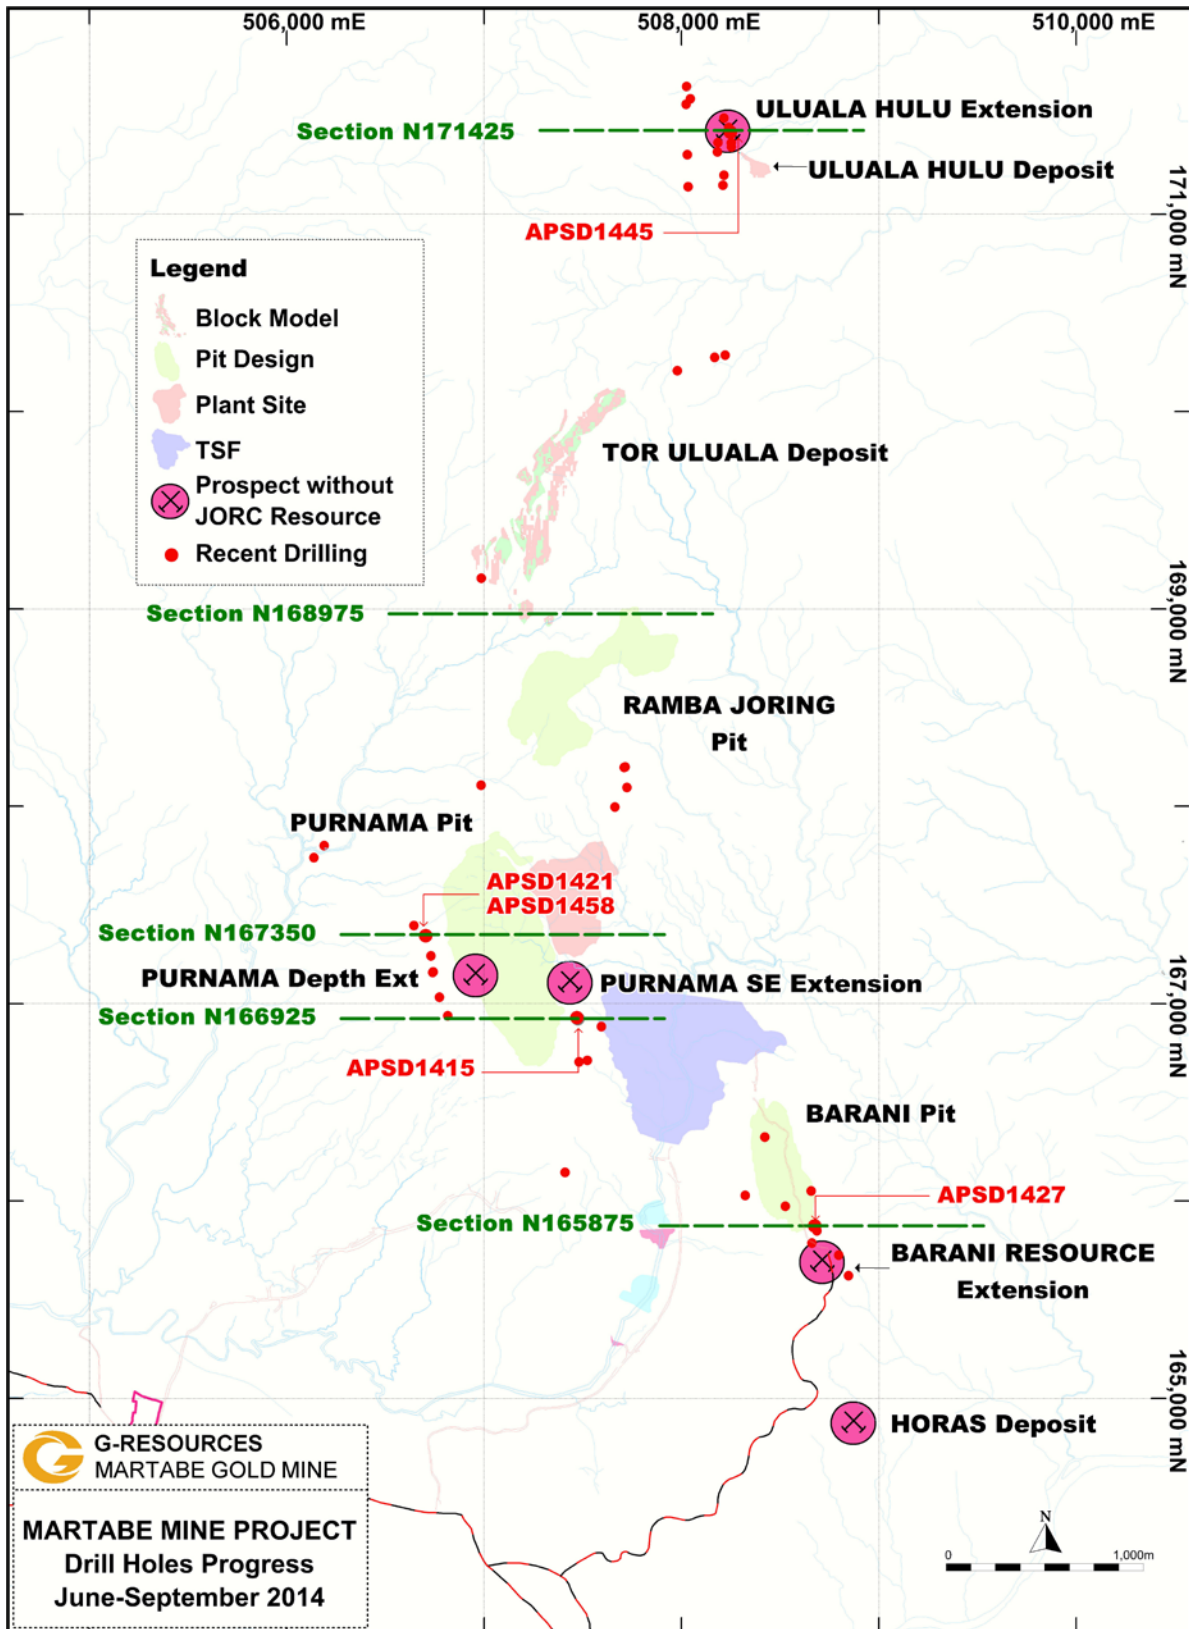 506,000 mE
508,000 mE
510,000 mE
ULUALA HULU Extension
Section N171425
ULUALA HULU Deposit
171,000 mN
APSD1445
Legend
Block Model
Pit Design
Plant Site
TSF
Prospect without
JORC Resource
Recent Drilling
TOR ULUALA Deposit
169,000 mN
Section N168975
RAMBA JORING
Pit
PURNAMA Pit
APSD1421
APSD1458
Section N167350
PURNAMA Depth Ext
PURNAMA SE Extension
167,000 mN
Section N166925
APSD1415
BARANI Pit
APSD1427
Section N165875
BARANI RESOURCE
Extension
165,000 mN
HORAS Deposit
G-RESOURCES
MARTABE GOLD MINE
MARTABE MINE PROJECT
Drill Holes Progress
June-September 2014
N
0
1,000m